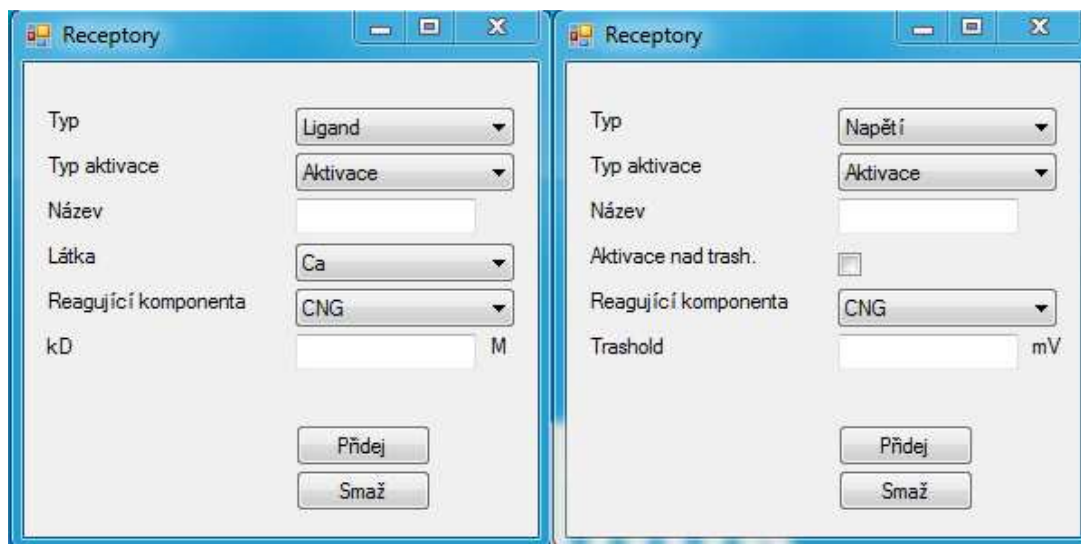 Receptory
Typ Ligand
Typ aktivace Aktivace
Název
Látka Ca
Reagující komponenta CNG
kD M
Přidej
Smaž
Receptory
Typ Napětí
Typ aktivace Aktivace
Název
Aktivace nad trash.
Reagující komponenta CNG
Trashold mV
Přidej
Smaž